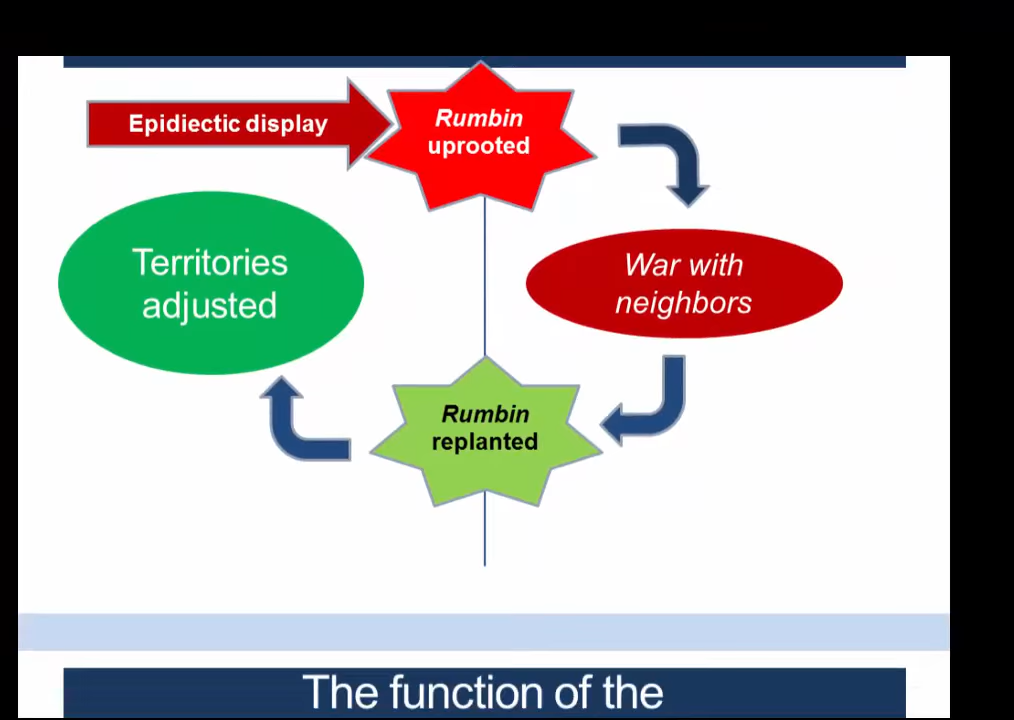 Epidiectic display
Rumbin
uprooted
War with
neighbors
Territories
adjusted
Rumbin
replanted
The function of the